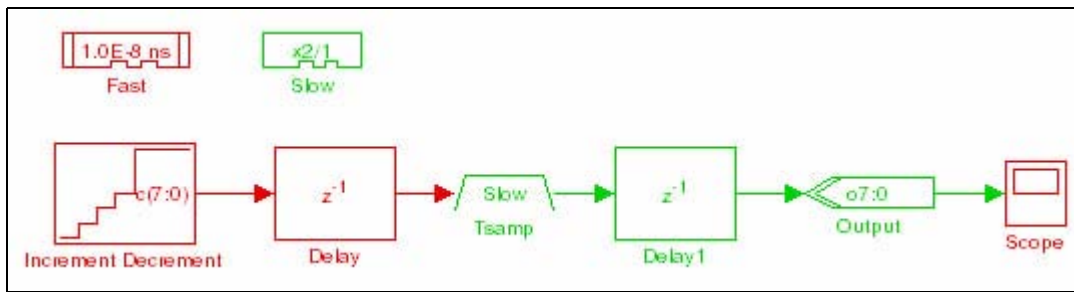 1.0E-8 ns
Fast
x2/1
Slow
c(7:0)
Increment Decrement
z-1
Delay
Slow
Tsamp
z-1
Delay1
o7:0
Output
Scope